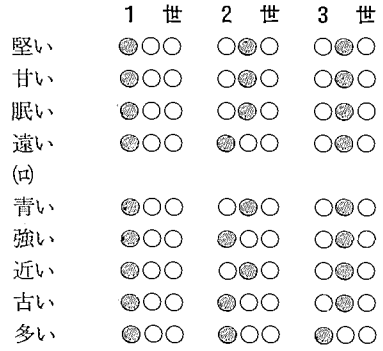 1 世 2 世 3 世
堅い ●○○ ○●○ ○●○
甘い ●○○ ○●○ ○●○
眠い ●○○ ○●○ ○●○
遠い ●○○ ●○○ ○●○
(ロ)
青い ●○○ ○●○ ○●○
強い ●○○ ●○○ ○●○
近い ●○○ ○●○ ○●○
古い ●○○ ●○○ ○●○
多い ●○○ ●○○ ●○○